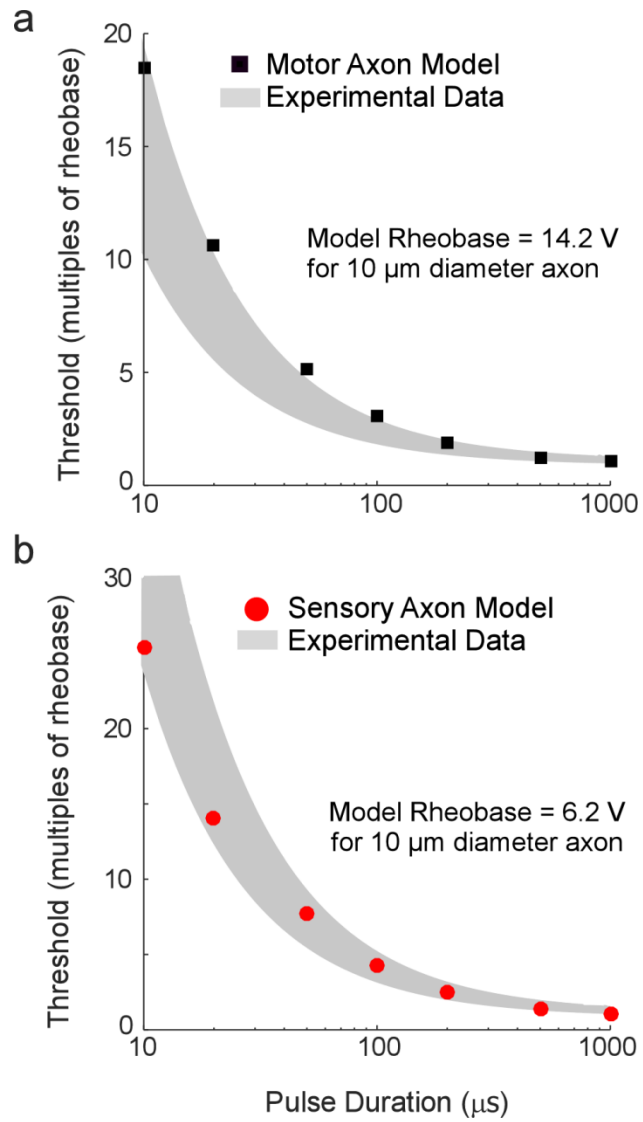 a
Threshold (multiples of rheobase)
20
15
10
5
0
Motor Axon Model
Experimental Data
Model Rheobase = 14.2 V
for 10 μm diameter axon
10
100
1000
b
Threshold (multiples of rheobase)
30
20
10
0
Sensory Axon Model
Experimental Data
Model Rheobase = 6.2 V
for 10 μm diameter axon
10
100
1000
Pulse Duration (μs)